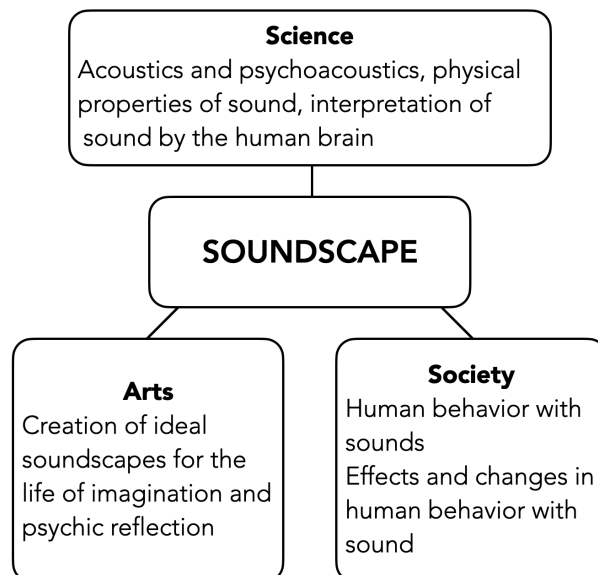 Science
Acoustics and psychoacoustics, physical
properties of sound, interpretation of
sound by the human brain
SOUNDSCAPE
Arts
Creation of ideal
soundscapes for the
life of imagination and
psychic reflection
Society
Human behavior with
sounds
Effects and changes in
human behavior with
sound